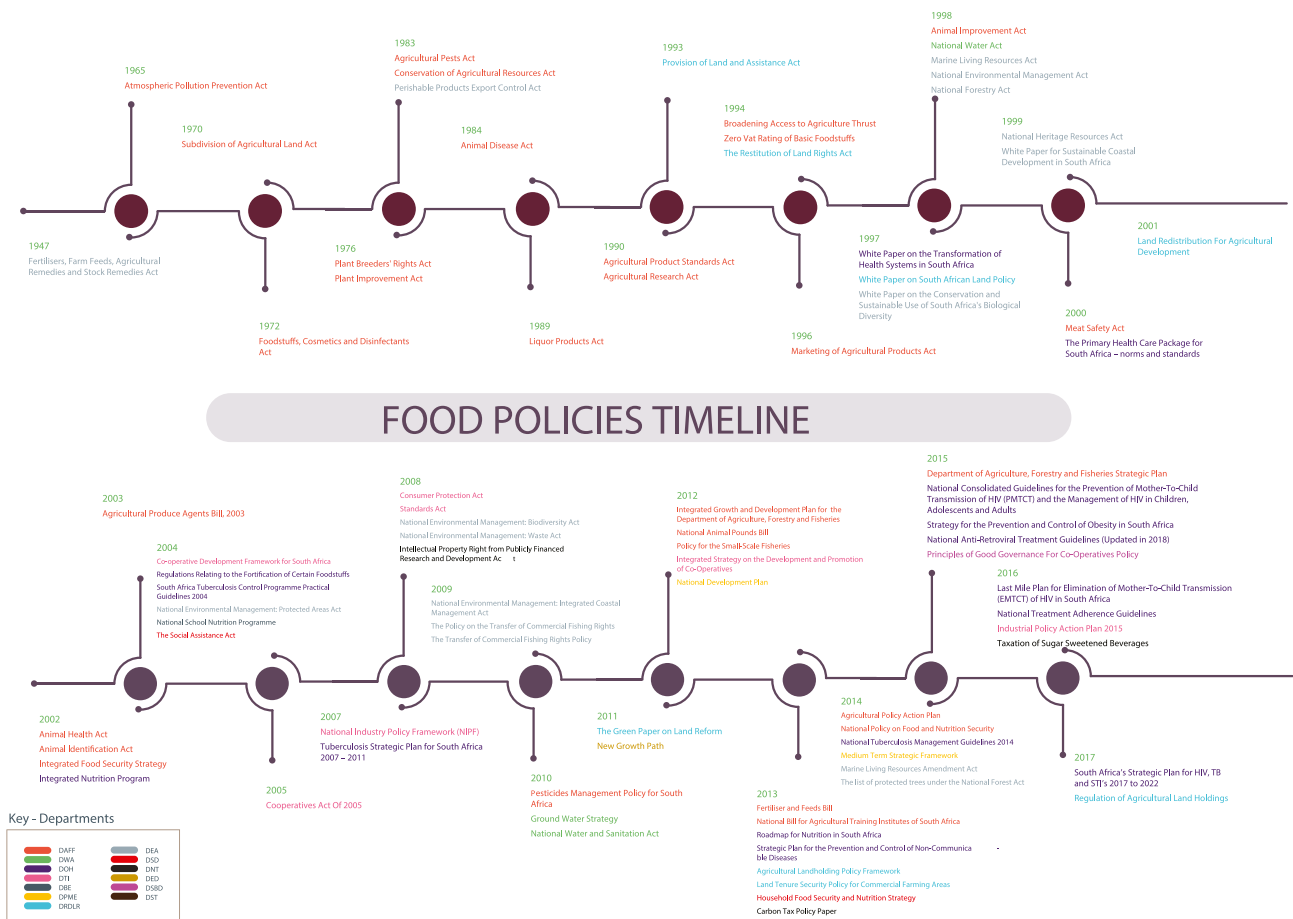 1965
Atmospheric Pollution Prevention Act
1970
Subdivision of Agricultural Land Act
1983
Agricultural Pests Act
Conservation of Agricultural Resources Act
Perishable Products Export Control Act
1984
Animal Disease Act
1993
Provision of Land and Assistance Act
1994
Broadening Access to Agriculture Thrust
Zero Vat Rating of Basic Foodstuffs
The Restitution of Land Rights Act
1998
Animal Improvement Act
National Water Act
Marine Living Resources Act
National Environmental Management Act
National Forestry Act
1999
National Heritage Resources Act
White Paper for Sustainable Coastal
Development in South Africa
1947
Fertilisers, Farm Feeds, Agricultural
Remedies and Stock Remedies Act
1972
Foodstuffs, Cosmetics and Disinfectants
Act
1976
Plant Breeders' Rights Act
Plant Improvement Act
1989
Liquor Products Act
1990
Agricultural Product Standards Act
Agricultural Research Act
1996
Marketing of Agricultural Products Act
1997
White Paper on the Transformation of
Health Systems in South Africa
White Paper on South African Land Policy
White Paper on the Conservation and
Sustainable Use of South Africa's Biological
Diversity
2000
Meat Safety Act
The Primary Health Care Package for
South Africa – norms and standards
2001
Land Redistribution For Agricultural
Development
FOOD POLICIES TIMELINE
2003
Agricultural Produce Agents Bill, 2003
2004
Co-operative Development Framework for South Africa
Regulations Relating to the Fortification of Certain Foodstuffs
South Africa Tuberculosis Control Programme Practical
Guidelines 2004
National Environmental Management: Protected Areas Act
National School Nutrition Programme
The Social Assistance Act
2008
Consumer Protection Act
Standards Act
National Environmental Management: Biodiversity Act
National Environmental Management: Waste Act
Intellectual Property Right from Publicly Financed
Research and Development Ac t
2009
National Environmental Management: Integrated Coastal
Management Act
The Policy on the Transfer of Commercial Fishing Rights
The Transfer of Commercial Fishing Rights Policy
2012
Integrated Growth and Development Plan for the
Department of Agriculture, Forestry and Fisheries
National Animal Pounds Bill
Policy for the Small-Scale Fisheries
Integrated Strategy on the Development and Promotion
of Co-Operatives
National Development Plan
2015
Department of Agriculture, Forestry and Fisheries Strategic Plan
National Consolidated Guidelines for the Prevention of Mother-To-Child
Transmission of HIV (PMTCT) and the Management of HIV in Children,
Adolescents and Adults
Strategy for the Prevention and Control of Obesity in South Africa
National Anti-Retroviral Treatment Guidelines (Updated in 2018)
Principles of Good Governance For Co-Operatives Policy
2016
Last Mile Plan for Elimination of Mother-To-Child Transmission
(EMTCT) of HIV in South Africa
National Treatment Adherence Guidelines
Industrial Policy Action Plan 2015
Taxation of Sugar Sweetened Beverages
2002
Animal Health Act
Animal Identification Act
Integrated Food Security Strategy
Integrated Nutrition Program
2005
Cooperatives Act Of 2005
2007
National Industry Policy Framework (NIPF)
Tuberculosis Strategic Plan for South Africa
2007 – 2011
2010
Pesticides Management Policy for South
Africa
Ground Water Strategy
National Water and Sanitation Act
2011
The Green Paper on Land Reform
New Growth Path
2013
Fertiliser and Feeds Bill
National Bill for Agricultural Training Institutes of South Africa
Roadmap for Nutrition in South Africa
Strategic Plan for the Prevention and Control of Non-Communica -
ble Diseases
Agricultural Landholding Policy Framework
Land Tenure Security Policy for Commercial Farming Areas
Household Food Security and Nutrition Strategy
Carbon Tax Policy Paper
2014
Agricultural Policy Action Plan
National Policy on Food and Nutrition Security
National Tuberculosis Management Guidelines 2014
Medium Term Strategic Framework
Marine Living Resources Amendment Act
The list of protected trees under the National Forest Act
2017
South Africa's Strategic Plan for HIV, TB
and STI's 2017 to 2022
Regulation of Agricultural Land Holdings
Key - Departments
DAFF
DWA
DOH
DTI
DBE
DPME
DRDLR
DEA
DSD
DNT
DED
DSBD
DST